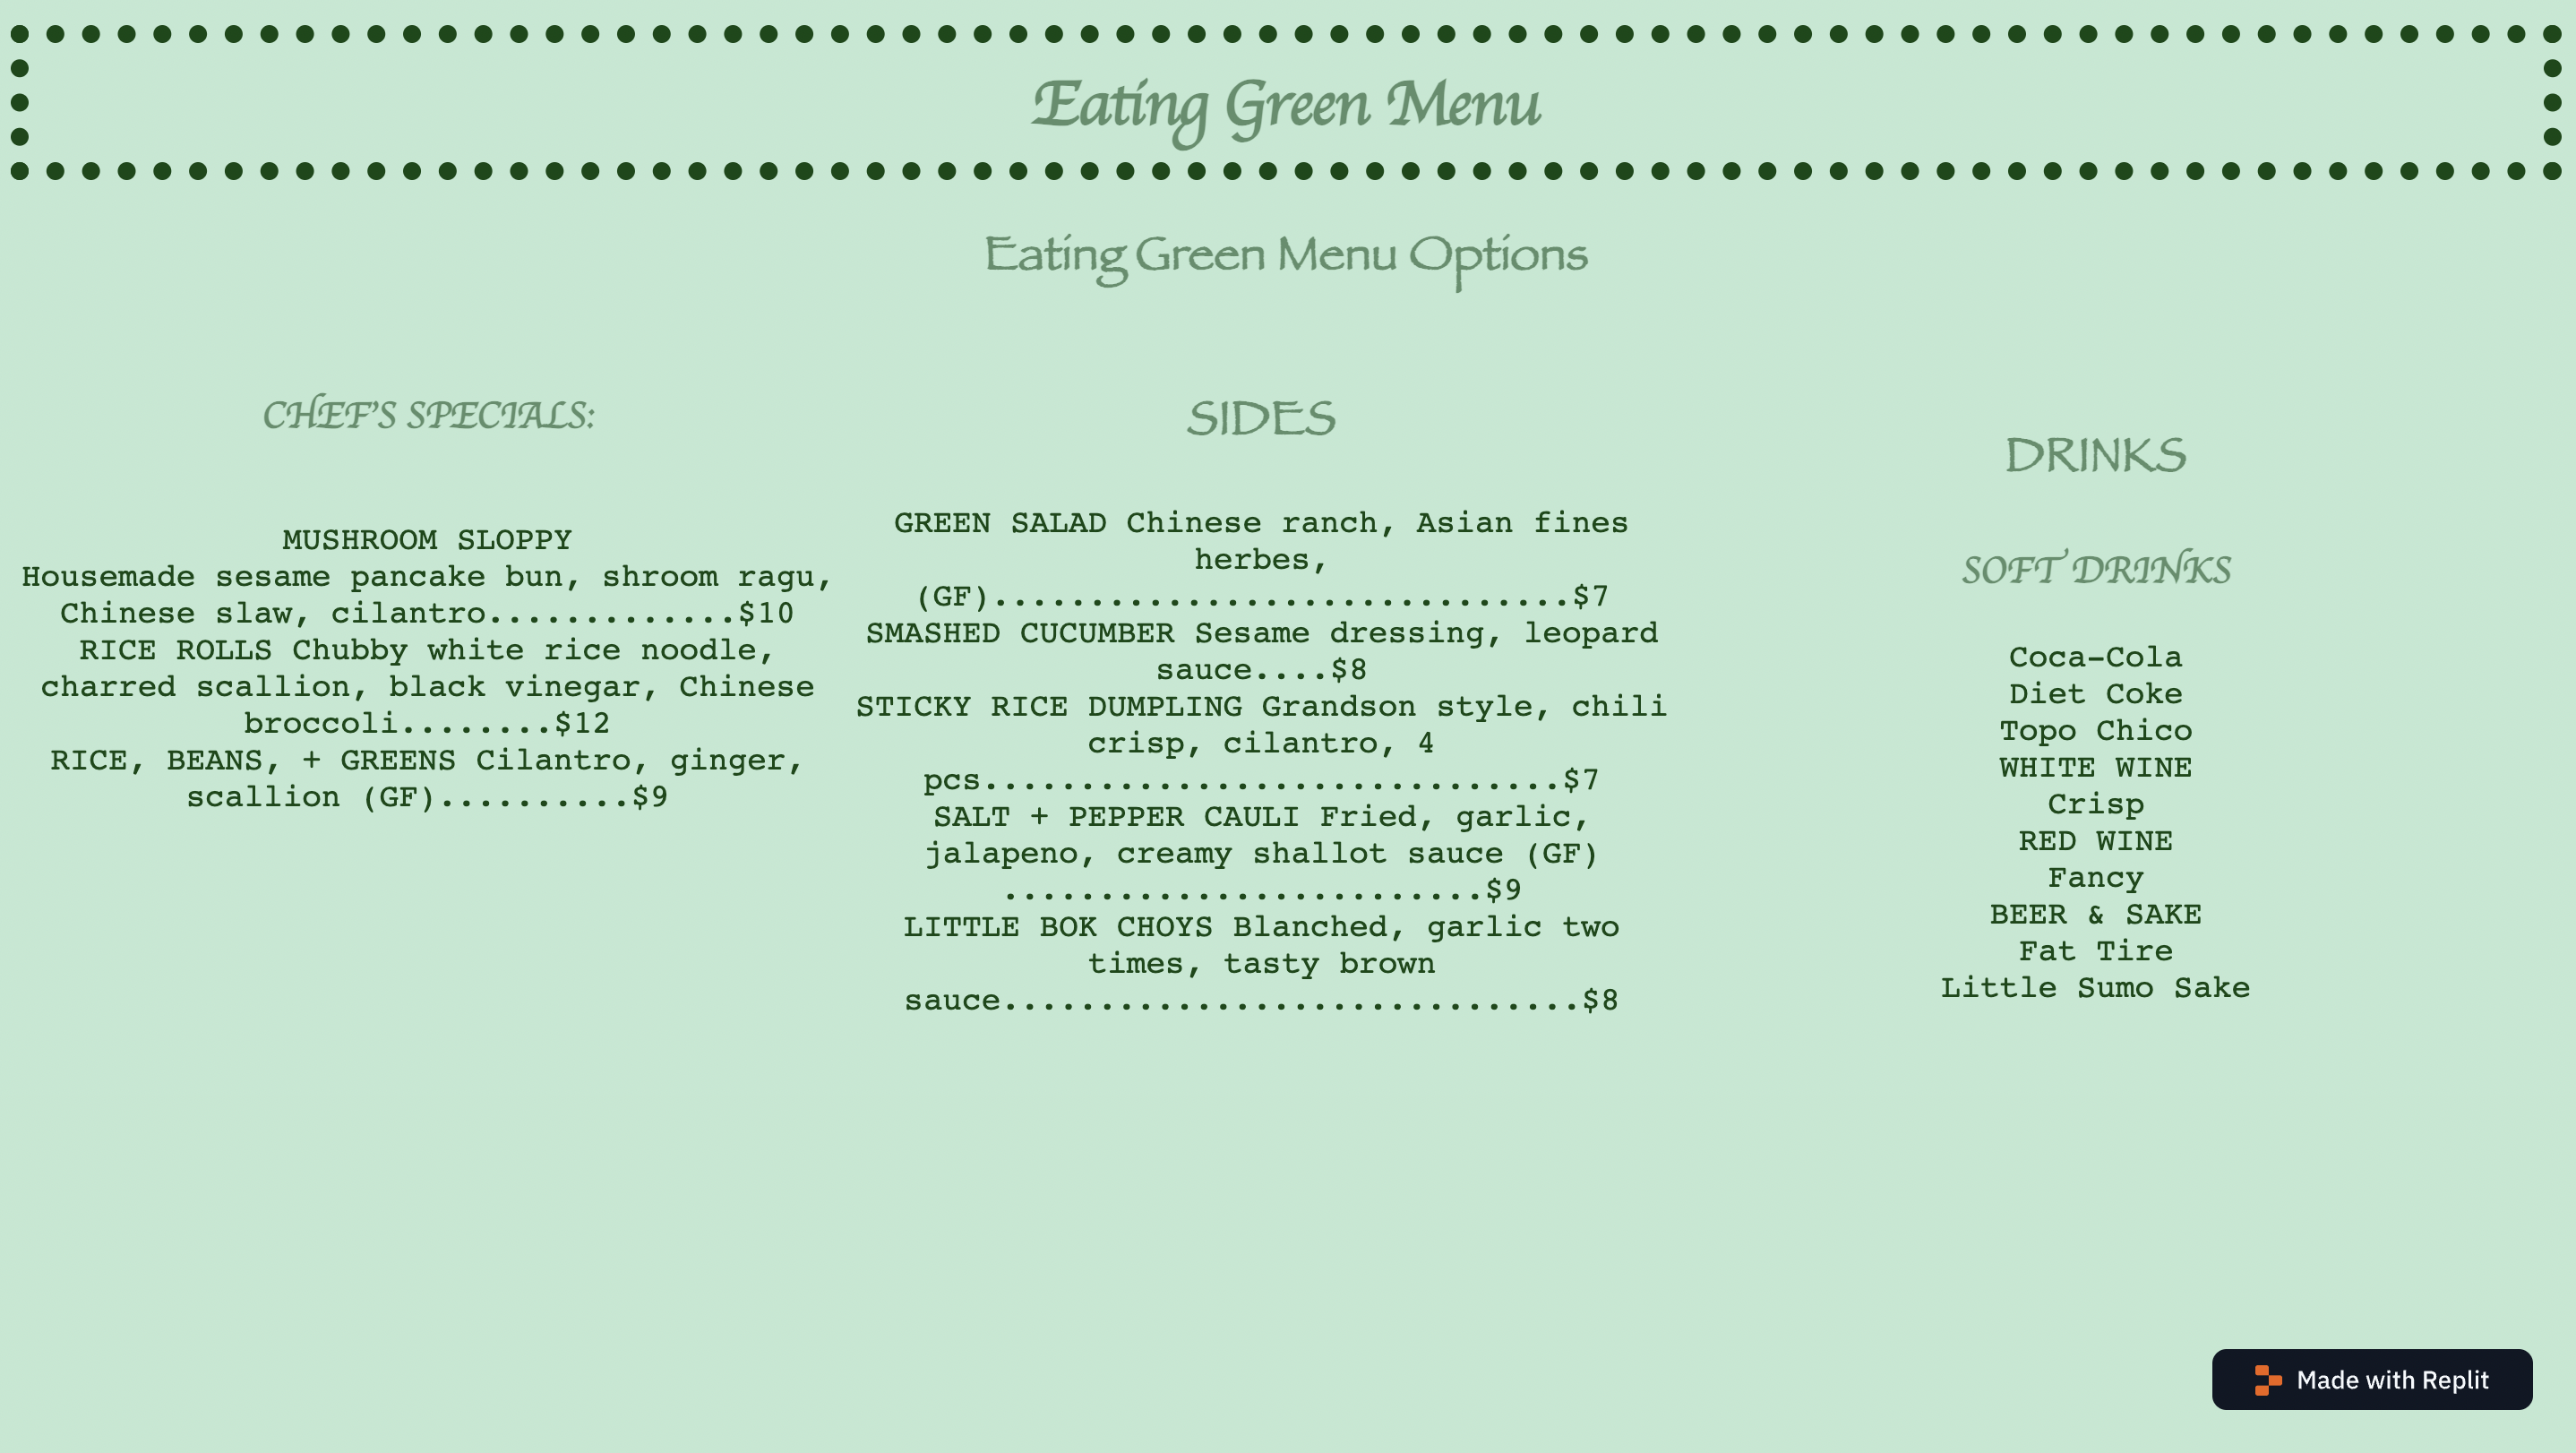 Eating Green Menu
Eating Green Menu Options
CHEF'S SPECIALS:
MUSHROOM SLOPPY
Housemade sesame pancake bun, shroom ragu,
Chinese slaw, cilantro.............$10
RICE ROLLS Chubby white rice noodle,
charred scallion, black vinegar, Chinese
broccoli........$12
RICE, BEANS, + GREENS Cilantro, ginger,
scallion (GF)..........$9
SIDES
GREEN SALAD Chinese ranch, Asian fines
herbes,
(GF)..............................$7
SMASHED CUCUMBER Sesame dressing, leopard
sauce....$8
STICKY RICE DUMPLING Grandson style, chili
crisp, cilantro, 4
pcs..............................$7
SALT + PEPPER CAULI Fried, garlic,
jalapeno, creamy shallot sauce (GF)
.........................$9
LITTLE BOK CHOYS Blanched, garlic two
times, tasty brown
sauce..............................$8
DRINKS
SOFT DRINKS
Coca-Cola
Diet Coke
Topo Chico
WHITE WINE
Crisp
RED WINE
Fancy
BEER & SAKE
Fat Tire
Little Sumo Sake
Made with Replit